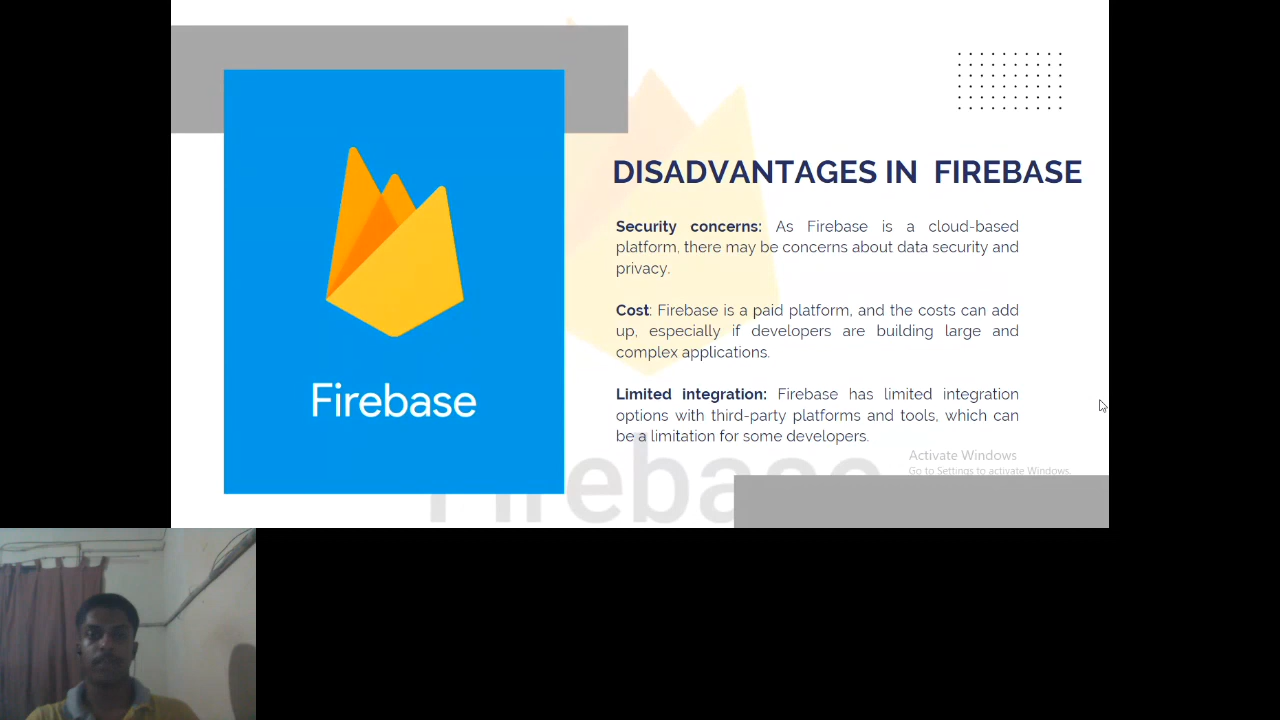 DISADVANTAGES IN FIREBASE
Security concerns: As Firebase is a cloud-based
platform, there may be concerns about data security and
privacy.
Cost: Firebase is a paid platform, and the costs can add
up, especially if developers are building large and
complex applications.
Limited integration: Firebase has limited integration
options with third-party platforms and tools, which can
be a limitation for some developers.
Firebase
Activate Windows
Go to Settings to activate Windows.
Fireba